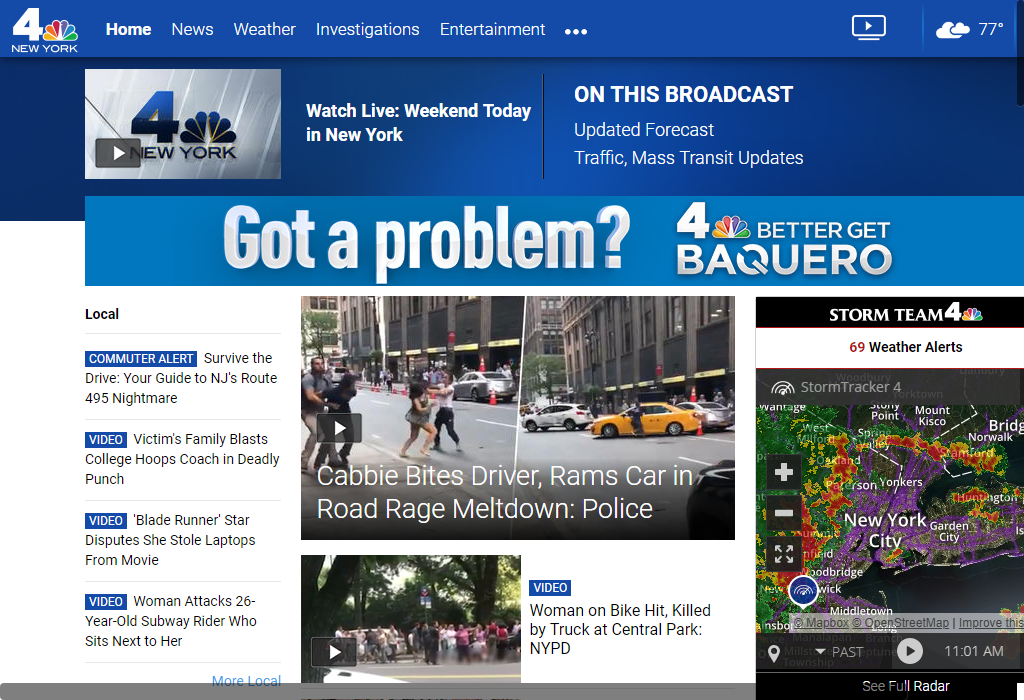 4
NEW YORK
Home News Weather Investigations Entertainment •••
77°
4
NEW YORK
Watch Live: Weekend Today
in New York
ON THIS BROADCAST
Updated Forecast
Traffic, Mass Transit Updates
Got a problem?
4 BETTER GET
BAQUERO
Local
COMMUTER ALERT Survive the
Drive: Your Guide to NJ's Route
495 Nightmare
VIDEO Victim's Family Blasts
College Hoops Coach in Deadly
Punch
VIDEO 'Blade Runner' Star
Disputes She Stole Laptops
From Movie
VIDEO Woman Attacks 26-
Year-Old Subway Rider Who
Sits Next to Her
More Local
Cabbie Bites Driver, Rams Car in
Road Rage Meltdown: Police
VIDEO
Woman on Bike Hit, Killed
by Truck at Central Park:
NYPD
STORM TEAM 4
69 Weather Alerts
StormTracker 4
Wantage
Stony
Point
Mount
Kisco
Bridg
Norwalk
West
Milford
Spring
Valley
Stamford
Paterson
Yonkers
Huntington
New York
City
Garden
City
Woodbridge
Middletown
© Mapbox © OpenStreetMap | Improve this
PAST
11:01 AM
See Full Radar